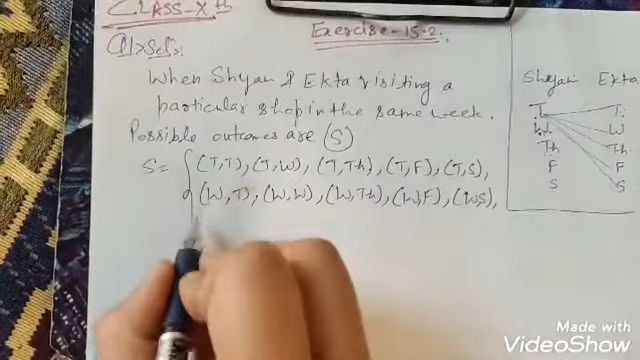 CLASS-Xth
Exercise-15.2.
Q1>Sol>.
When Shyam & Ekta visiting a
particular shop in the same week.
Possible outcomes are (S)
S= {(T,T), (T,W), (T,Th), (T,F), (T,S),
(W,T), (W,W), (W,Th), (W,F), (W,S),
Shyam Ekta
T T
W W
Th Th
F F
S S
Made with
VideoShow